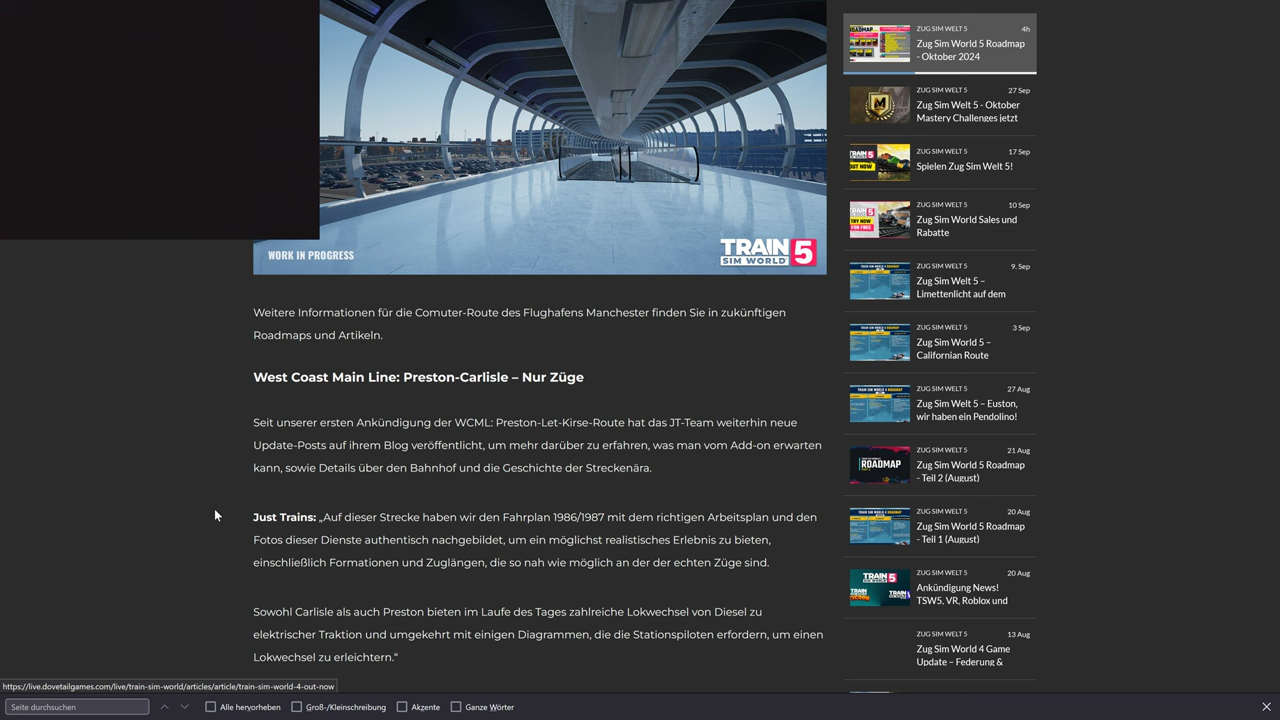 WORK IN PROGRESS
TRAIN
SIM WORLD
5
Weitere Informationen für die Comuter-Route des Flughafens Manchester finden Sie in zukünftigen
Roadmaps und Artikeln.
West Coast Main Line: Preston-Carlisle – Nur Züge
Seit unserer ersten Ankündigung der WCML: Preston-Let-Kirse-Route hat das JT-Team weiterhin neue
Update-Posts auf ihrem Blog veröffentlicht, um mehr darüber zu erfahren, was man vom Add-on erwarten
kann, sowie Details über den Bahnhof und die Geschichte der Streckenära.
Just Trains: „Auf dieser Strecke haben wir den Fahrplan 1986/1987 mit dem richtigen Arbeitsplan und den
Fotos dieser Dienste authentisch nachgebildet, um ein möglichst realistisches Erlebnis zu bieten,
einschließlich Formationen und Zuglängen, die so nah wie möglich an der der echten Züge sind.
Sowohl Carlisle als auch Preston bieten im Laufe des Tages zahlreiche Lokwechsel von Diesel zu
elektrischer Traktion und umgekehrt mit einigen Diagrammen, die die Stationspiloten erfordern, um einen
Lokwechsel zu erleichtern."
ZUG SIM WELT 5 4h
Zug Sim World 5 Roadmap
- Oktober 2024
ZUG SIM WELT 5 27 Sep
Zug Sim Welt 5 - Oktober
Mastery Challenges jetzt
ZUG SIM WELT 5 17 Sep
Spielen Zug Sim Welt 5!
ZUG SIM WELT 5 10 Sep
Zug Sim World Sales und
Rabatte
ZUG SIM WELT 5 9. Sep
Zug Sim Welt 5 –
Limettenlicht auf dem
ZUG SIM WELT 5 3 Sep
Zug Sim World 5 –
Californian Route
ZUG SIM WELT 5 27 Aug
Zug Sim Welt 5 – Euston,
wir haben ein Pendolino!
ROADMAP
ZUG SIM WELT 5 21 Aug
Zug Sim World 5 Roadmap
- Teil 2 (August)
ZUG SIM WELT 5 20 Aug
Zug Sim World 5 Roadmap
- Teil 1 (August)
ZUG SIM WELT 5 20 Aug
Ankündigung News!
TSW5, VR, Roblox und
ZUG SIM WELT 5 13 Aug
Zug Sim World 4 Game
Update – Federung &
https://live.dovetailgames.com/live/train-sim-world/articles/article/train-sim-world-4-out-now
Seite durchsuchen
Alle hervorheben
Groß-/Kleinschreibung
Akzente
Ganze Wörter